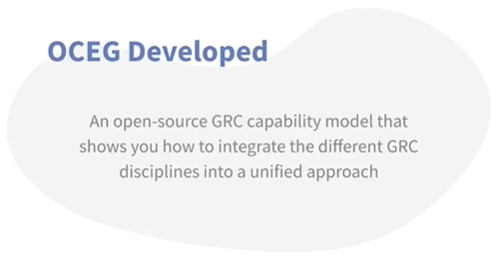 OCEG Developed
An open-source GRC capability model that
shows you how to integrate the different GRC
disciplines into a unified approach